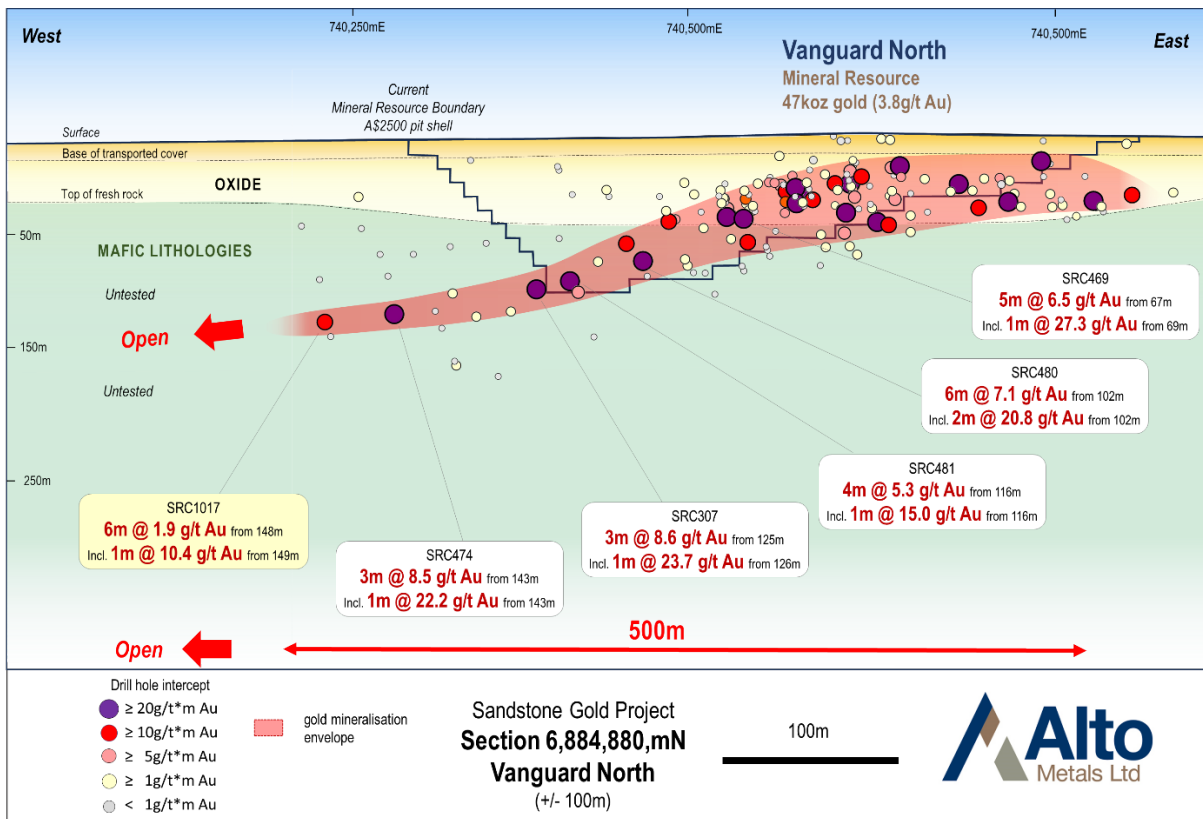 740,250mE
740,500mE
740,500mE
West
East
Vanguard North
Mineral Resource
47koz gold (3.8g/t Au)
Current
Mineral Resource Boundary
A$2500 pit shell
Surface
Base of transported cover
OXIDE
Top of fresh rock
50m
MAFIC LITHOLOGIES
Untested
Open
150m
Untested
250m
SRC469
5m @ 6.5 g/t Au from 67m
Incl. 1m @ 27.3 g/t Au from 69m
SRC480
6m @ 7.1 g/t Au from 102m
Incl. 2m @ 20.8 g/t Au from 102m
SRC481
4m @ 5.3 g/t Au from 116m
Incl. 1m @ 15.0 g/t Au from 116m
SRC307
3m @ 8.6 g/t Au from 125m
Incl. 1m @ 23.7 g/t Au from 126m
SRC474
3m @ 8.5 g/t Au from 143m
Incl. 1m @ 22.2 g/t Au from 143m
SRC1017
6m @ 1.9 g/t Au from 148m
Incl. 1m @ 10.4 g/t Au from 149m
Open
500m
Drill hole intercept
≥ 20g/t*m Au
≥ 10g/t*m Au
≥ 5g/t*m Au
≥ 1g/t*m Au
< 1g/t*m Au
gold mineralisation
envelope
Sandstone Gold Project
Section 6,884,880,mN
Vanguard North
(+/- 100m)
100m
Alto
Metals Ltd